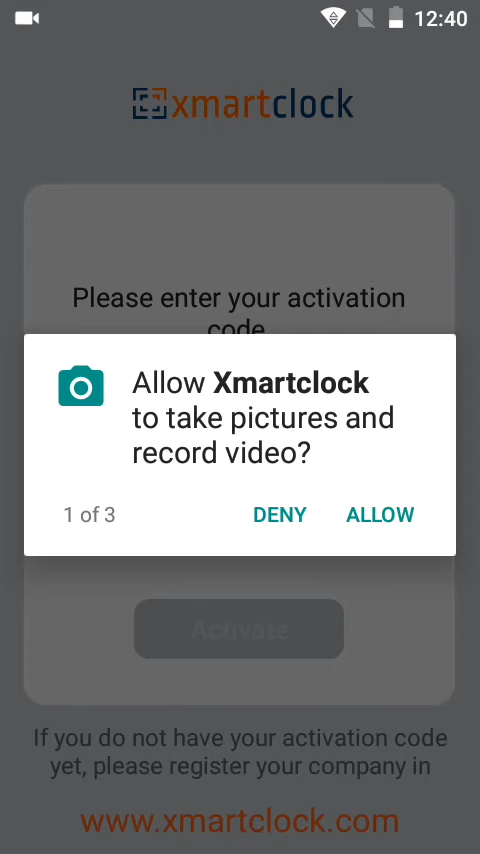 12:40
xmartclock
Please enter your activation
code
Allow Xmartclock
to take pictures and
record video?
1 of 3
DENY
ALLOW
Activate
If you do not have your activation code
yet, please register your company in
www.xmartclock.com